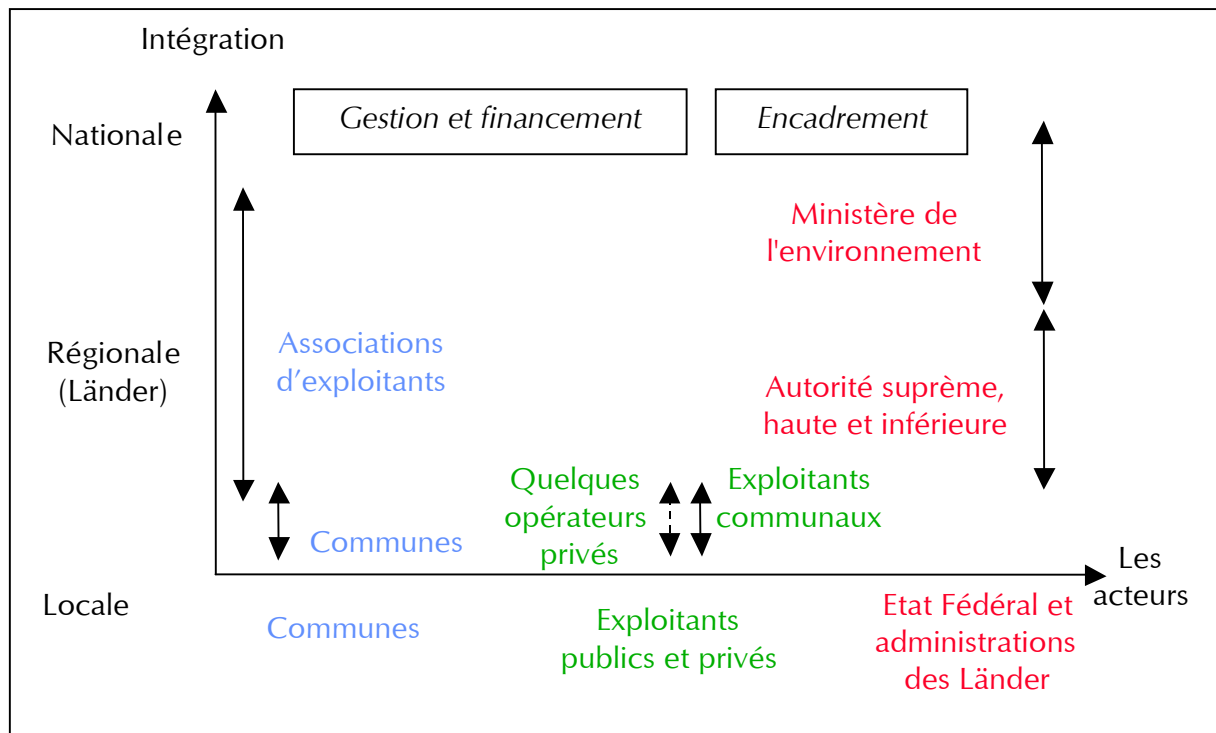 Intégration
Nationale
Gestion et financement
Encadrement
Ministère de
l'environnement
Régionale
(Länder)
Associations
d’exploitants
Autorité suprême,
haute et inférieure
Quelques
opérateurs
privés
Exploitants
communaux
Communes
Les
acteurs
Locale
Communes
Exploitants
publics et privés
Etat Fédéral et
administrations
des Länder